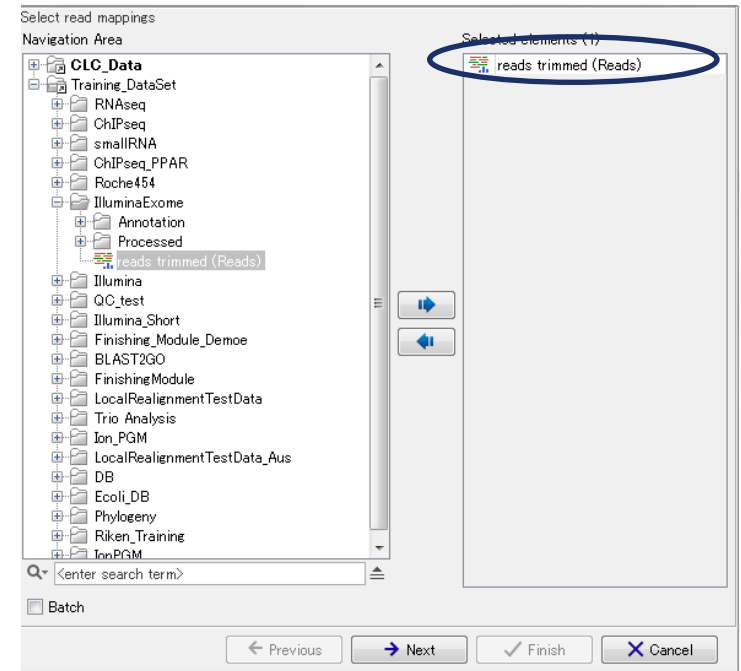 Select read mappings
Navigation Area
CLC_Data
Training_DataSet
RNAseq
ChIPseq
smallRNA
ChIPseq_PPAR
Roche454
IlluminaExome
Annotation
Processed
reads trimmed (Reads)
Illumina
QC_test
Illumina_Short
Finishing_Module_Demoe
BLAST2GO
FinishingModule
LocalRealignmentTestData
Trio Analysis
Ion_PGM
LocalRealignmentTestData_Aus
DB
Ecoli_DB
Phylogeny
Riken_Training
IonPGM
<enter search term>
Batch
Selected elements (1)
reads trimmed (Reads)
Previous
Next
Finish
Cancel